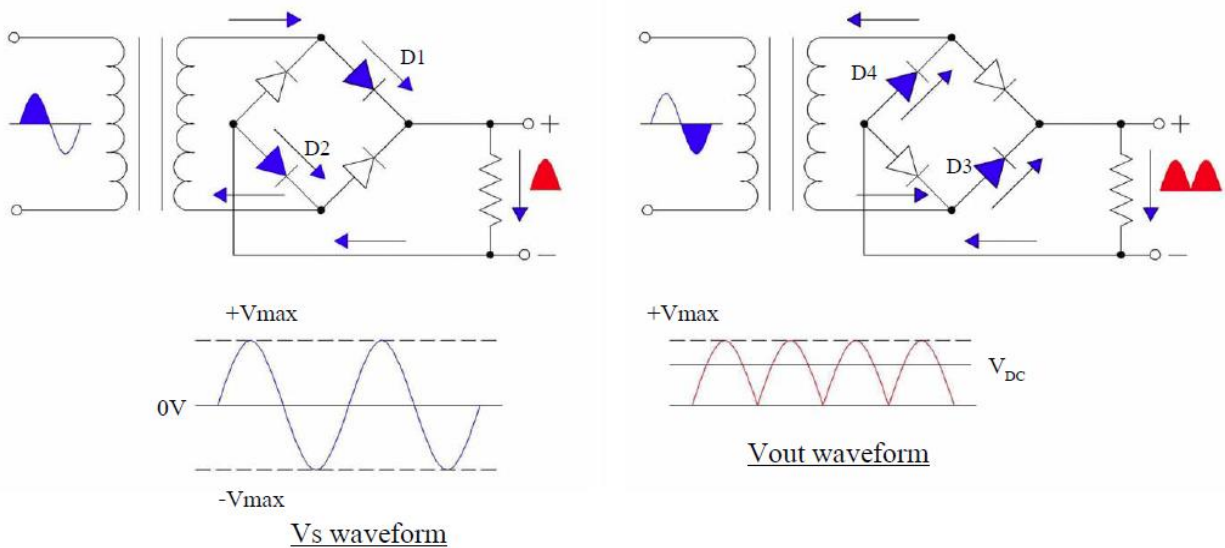 D1
D2
+
−
D4
D3
+
−
+Vmax
0V
-Vmax
Vs waveform
+Vmax
VDC
Vout waveform